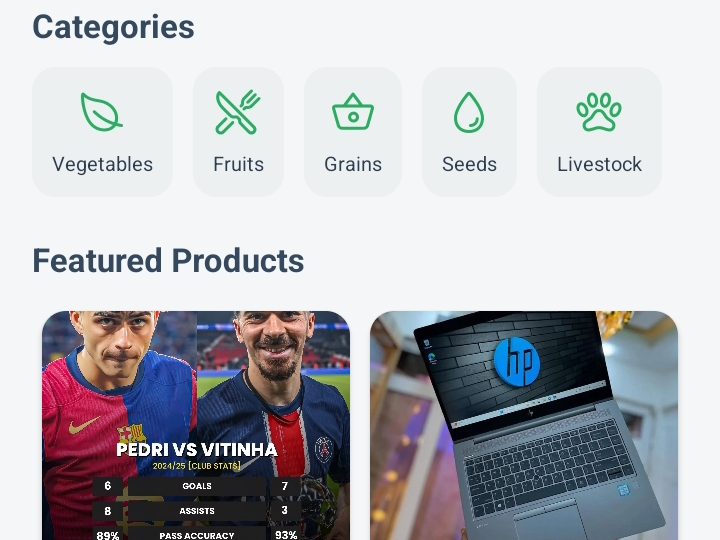 Categories
Vegetables Fruits Grains Seeds Livestock
Featured Products
PEDRI VS VITINHA
2024/25 [CLUB STATS]
6 GOALS 7
8 ASSISTS 3
89% PASS ACCURACY 93%
hp